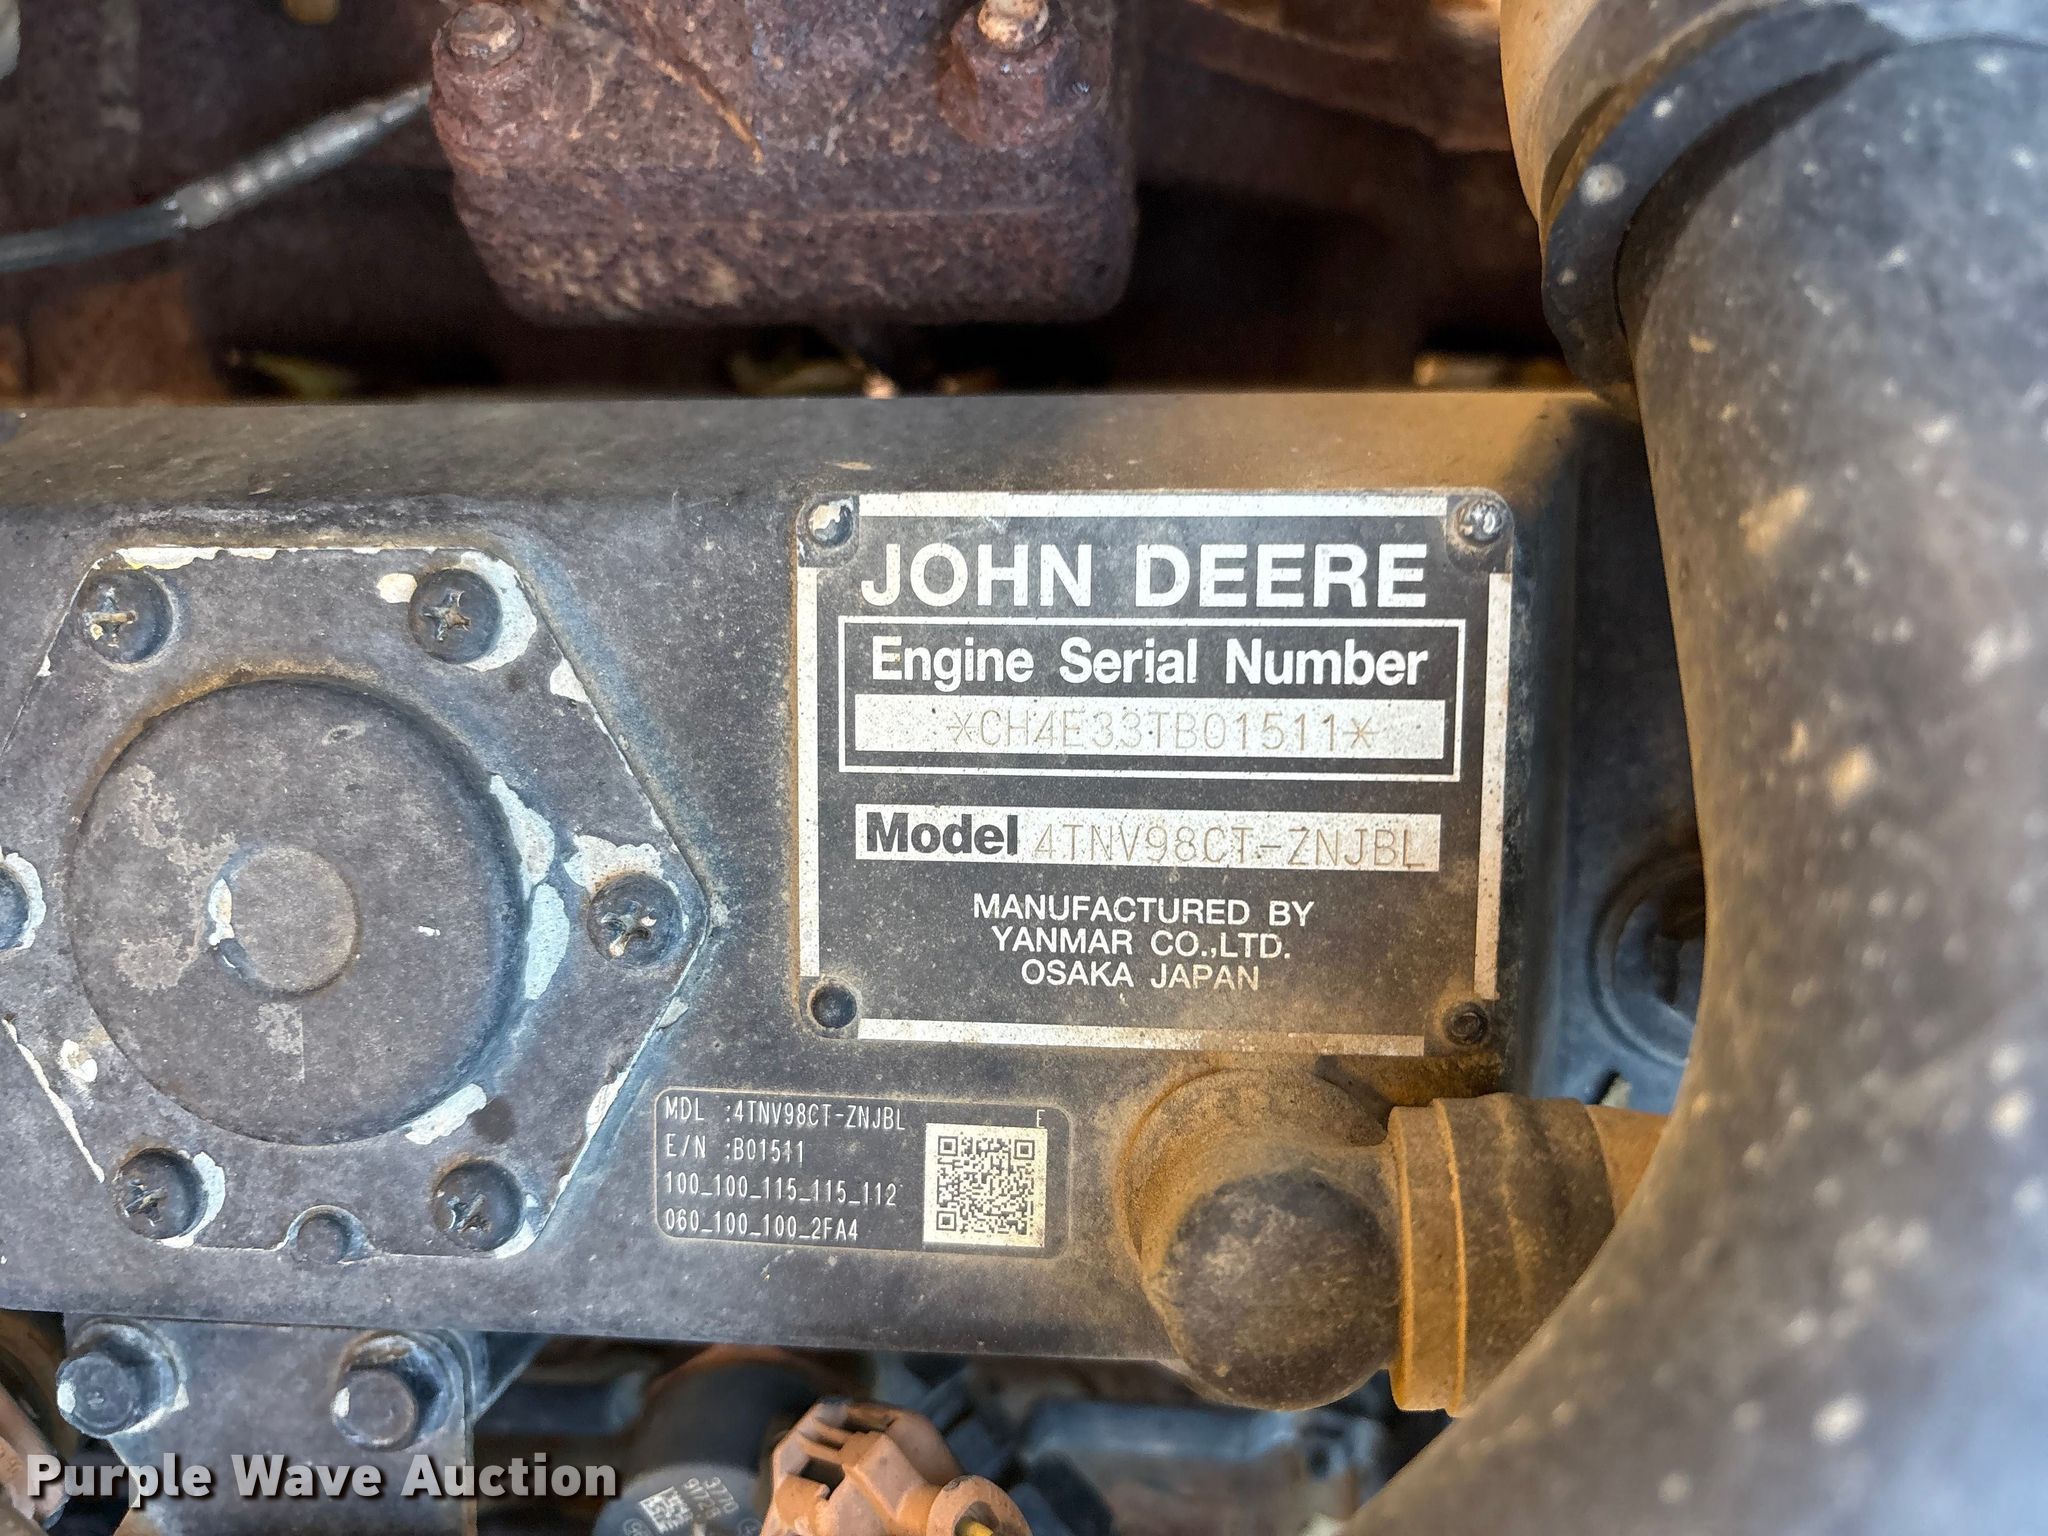 JOHN DEERE
Engine Serial Number
*CH4E33TB01511*
Model 4TNV98CT-ZNJBL
MANUFACTURED BY
YANMAR CO.,LTD.
OSAKA JAPAN
MDL :4TNV98CT-ZNJBL E
E/N :B01511
100_100_115_115_112
060_100_100_2FA4
3770
Purple Wave Auction